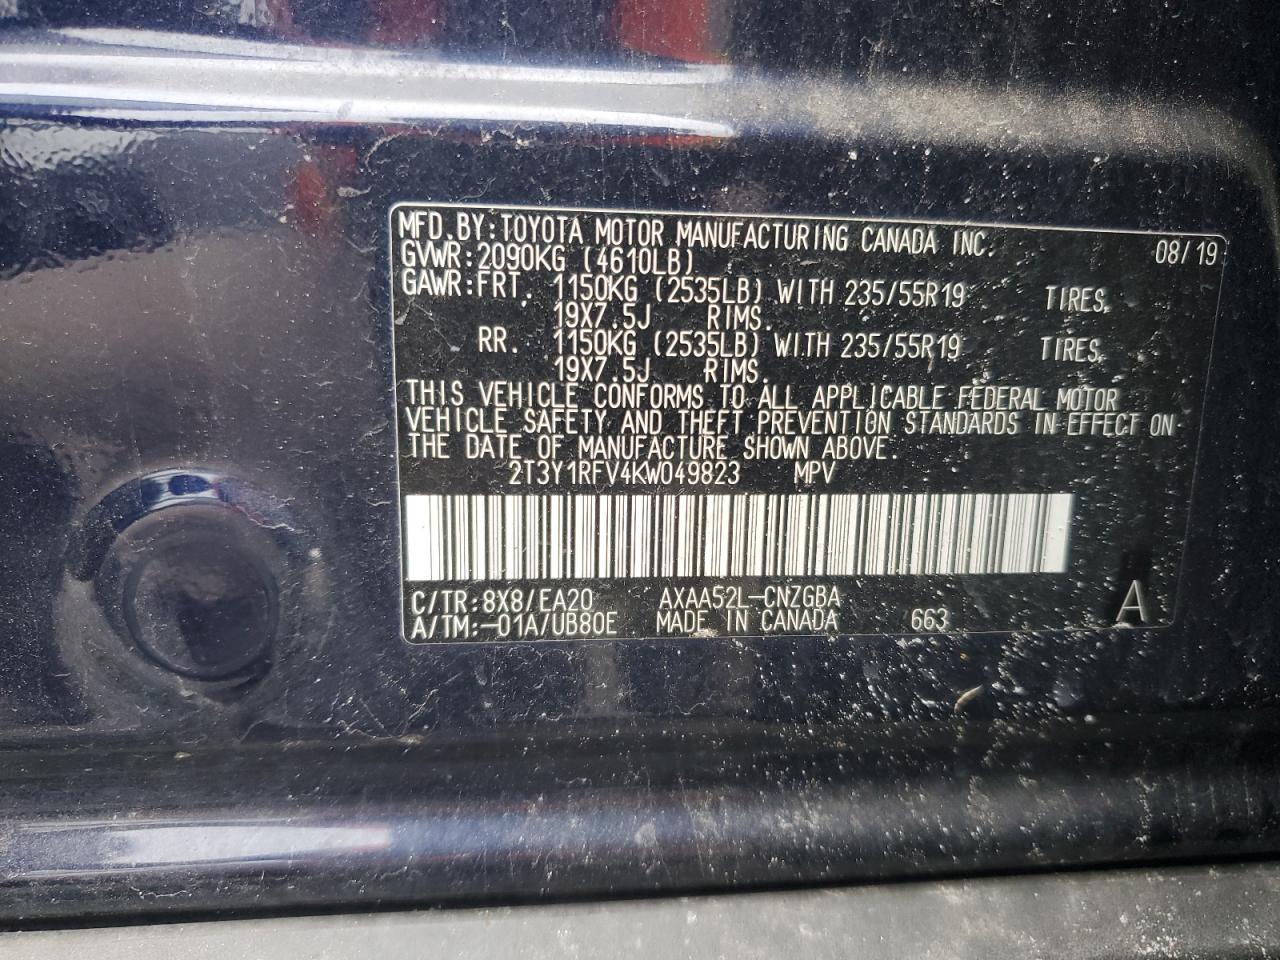 MFD. BY: TOYOTA MOTOR MANUFACTURING CANADA INC. 08/19
GVWR: 2090KG (4610LB)
GAWR: FRT. 1150KG (2535LB) WITH 235/55R19 TIRES,
19X7.5J RIMS.
RR. 1150KG (2535LB) WITH 235/55R19 TIRES,
19X7.5J RIMS.
THIS VEHICLE CONFORMS TO ALL APPLICABLE FEDERAL MOTOR
VEHICLE SAFETY AND THEFT PREVENTION STANDARDS IN EFFECT ON
THE DATE OF MANUFACTURE SHOWN ABOVE.
2T3Y1RFV4KW049823 MPV
C/TR: 8X8/EA20 AXAA52L-CNZGBA
A/TM: -01A/UB80E MADE IN CANADA 663 A